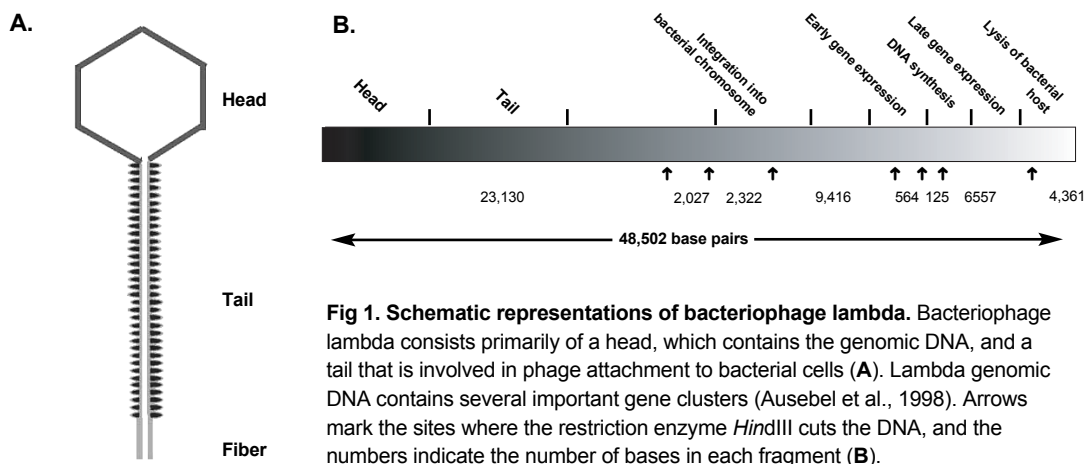 A.
Head
Tail
Fiber
B.
Head
Tail
Integration into
bacterial chromosome
Early gene expression
DNA synthesis
Late gene expression
Lysis of bacterial
host
23,130 2,027 2,322 9,416 564 125 6557 4,361
48,502 base pairs
Fig 1. Schematic representations of bacteriophage lambda. Bacteriophage
lambda consists primarily of a head, which contains the genomic DNA, and a
tail that is involved in phage attachment to bacterial cells (A). Lambda genomic
DNA contains several important gene clusters (Ausebel et al., 1998). Arrows
mark the sites where the restriction enzyme HindIII cuts the DNA, and the
numbers indicate the number of bases in each fragment (B).